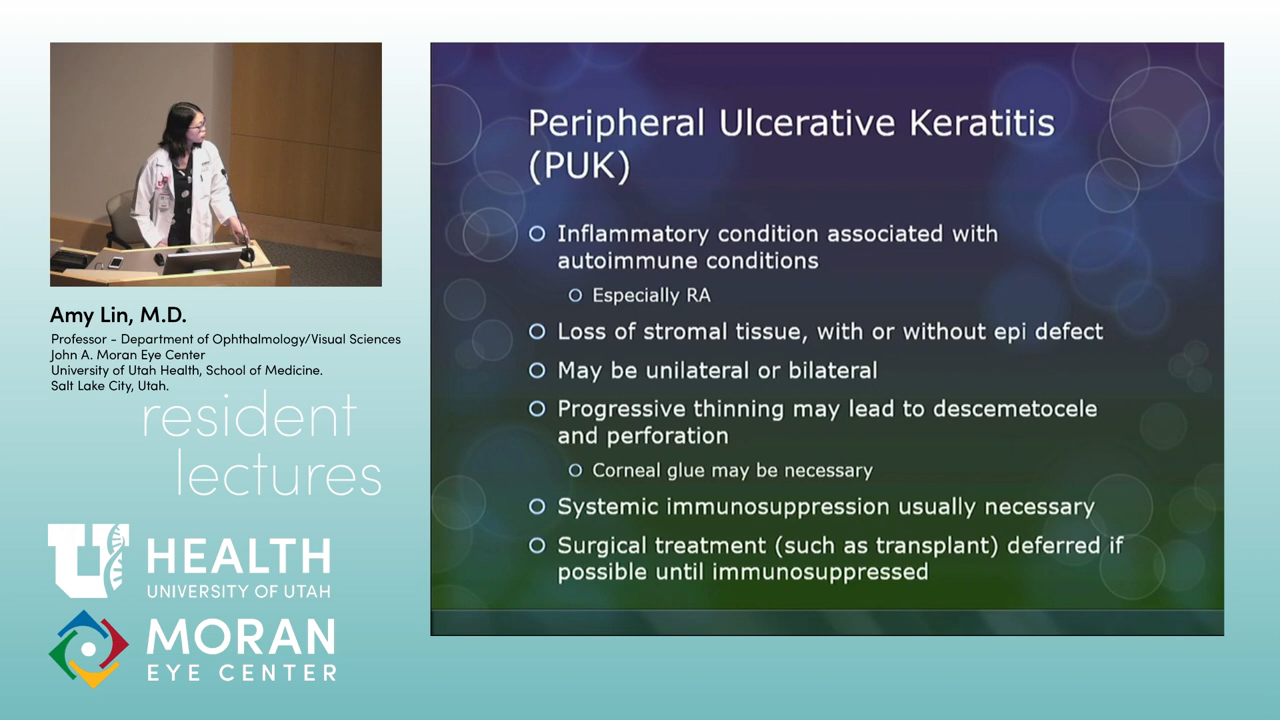 Amy Lin, M.D.
Professor - Department of Ophthalmology/Visual Sciences
John A. Moran Eye Center
University of Utah Health, School of Medicine.
Salt Lake City, Utah.
resident
lectures
U HEALTH
UNIVERSITY OF UTAH
MORAN
EYE CENTER
Peripheral Ulcerative Keratitis
(PUK)
Inflammatory condition associated with
autoimmune conditions
Especially RA
Loss of stromal tissue, with or without epi defect
May be unilateral or bilateral
Progressive thinning may lead to descemetocele
and perforation
Corneal glue may be necessary
Systemic immunosuppression usually necessary
Surgical treatment (such as transplant) deferred if
possible until immunosuppressed